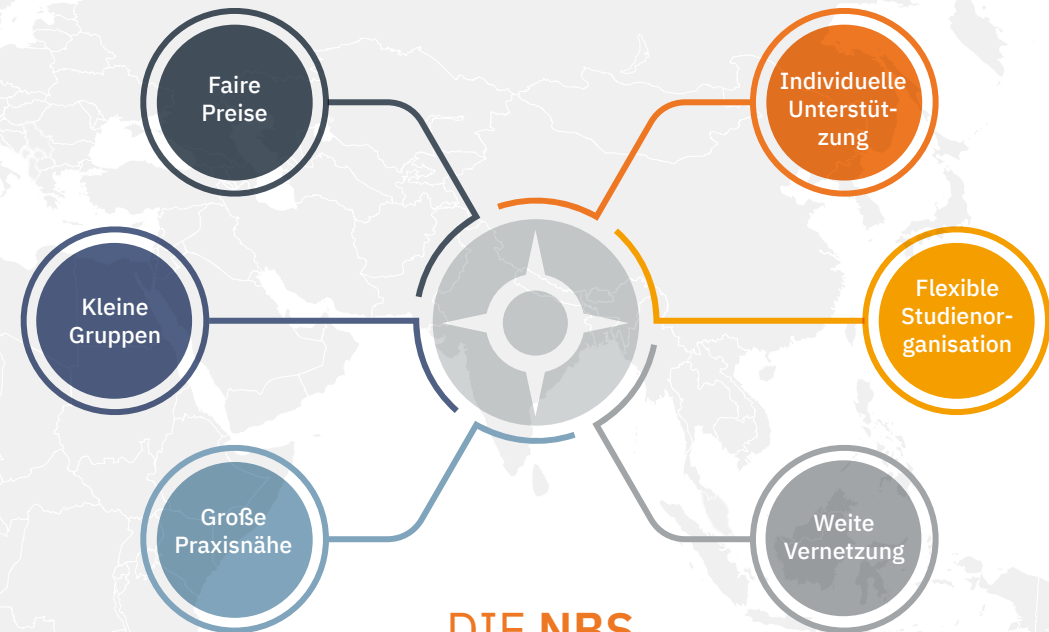 Faire
Preise
Individuelle
Unterstüt-
zung
Kleine
Gruppen
Flexible
Studienor-
ganisation
Große
Praxisnähe
Weite
Vernetzung
DIE NBS